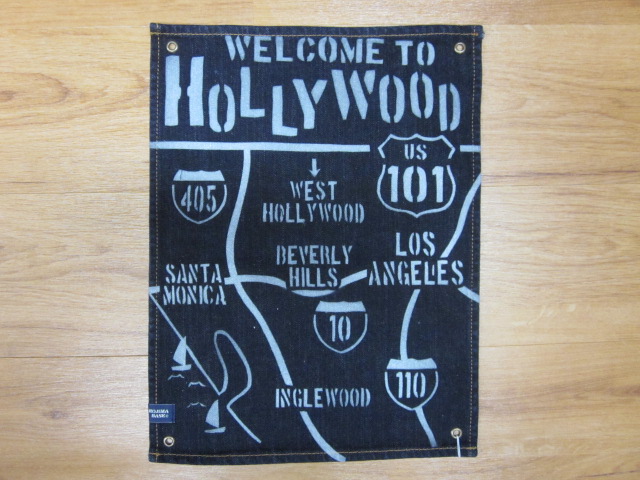 WELCOME TO
HOLLYWOOD
US
101
405
WEST
HOLLYWOOD
BEVERLY
HILLS
LOS
ANGELES
SANTA
MONICA
10
110
INGLEWOOD